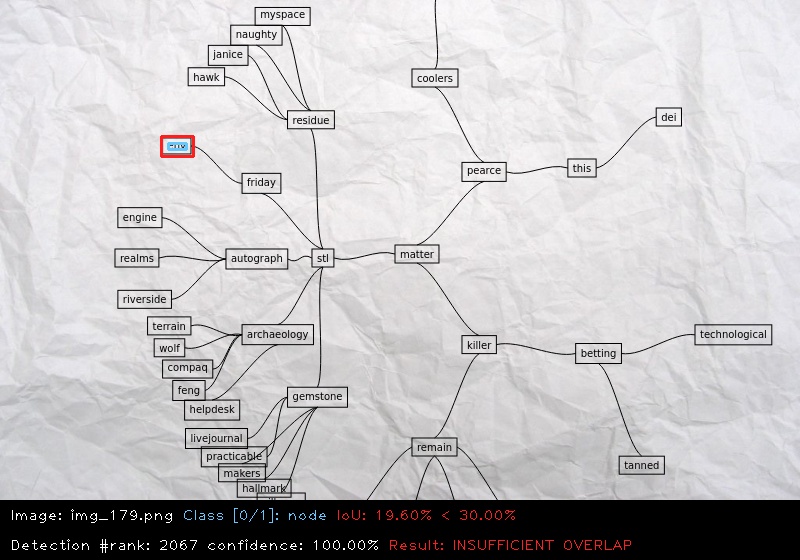 myspace
naughty
janice
hawk
coolers
residue
dei
pearce
this
friday
engine
matter
realms
autograph
stl
riverside
terrain
archaeology
technological
wolf
killer
betting
compaq
feng
gemstone
helpdesk
livejournal
remain
practicable
makers
tanned
hallmark
Image: img_179.png Class [0/1]: node IoU: 19.60% < 30.00%
Detection #rank: 2067 confidence: 100.00% Result: INSUFFICIENT OVERLAP